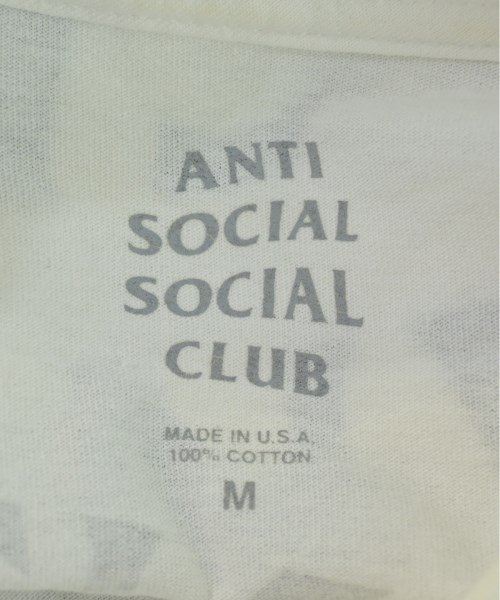 ANTI
SOCIAL
SOCIAL
CLUB
MADE IN U.S.A.
100% COTTON
M